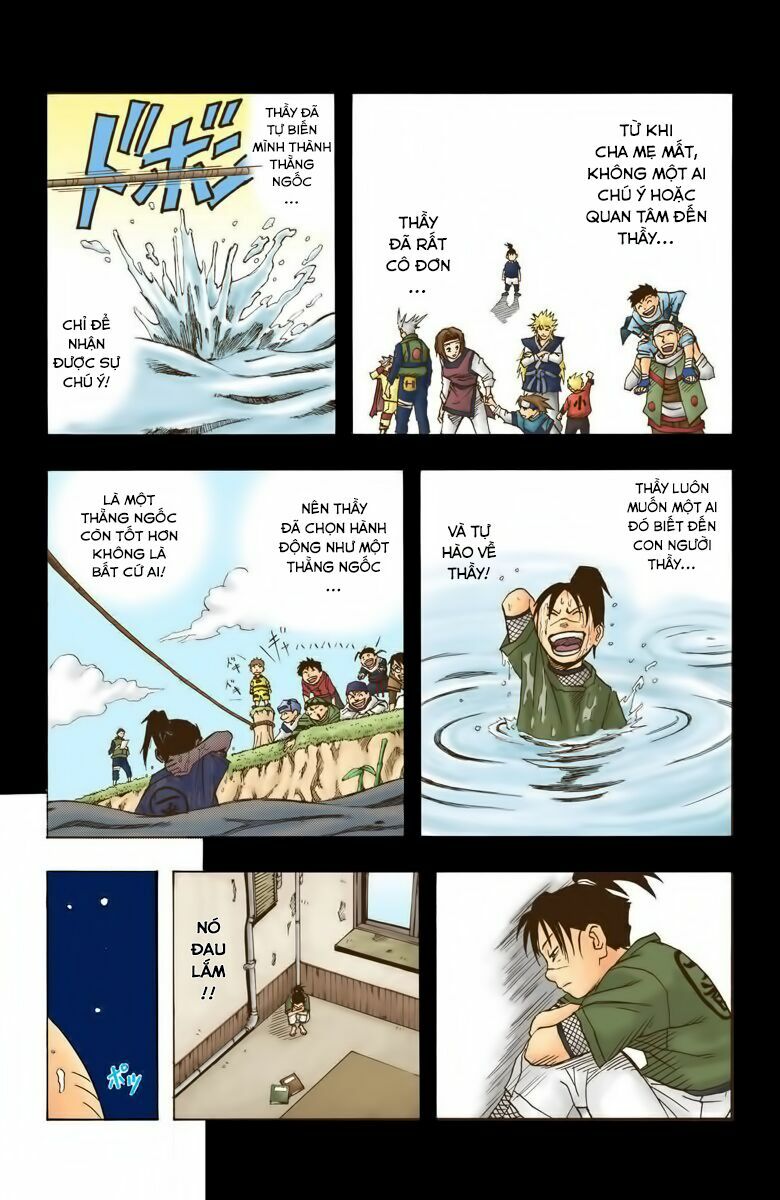 TỪ KHI
CHA MẸ MẤT,
KHÔNG MỘT AI
CHÚ Ý HOẶC
QUAN TÂM ĐẾN
THẦY...
THẦY
ĐÃ RẤT
CÔ ĐƠN
...
THẦY ĐÃ
TỰ BIẾN
MÌNH THÀNH
THẰNG
NGỐC
...
ドボン
CHỈ ĐỂ
NHẬN
ĐƯỢC SỰ
CHÚ Ý!
THẦY LUÔN
MUỐN MỘT AI
ĐÓ BIẾT ĐẾN
CON NGƯỜI
THẦY...
VÀ TỰ
HÀO VỀ
THẦY!
NÊN THẦY
ĐÃ CHỌN HÀNH
ĐỘNG NHƯ MỘT
THẰNG NGỐC
...
LÀ MỘT
THẰNG NGỐC
CÒN TỐT HƠN
KHÔNG LÀ
BẤT CỨ AI!
NÓ
ĐAU
LẮM
!!
ポッ